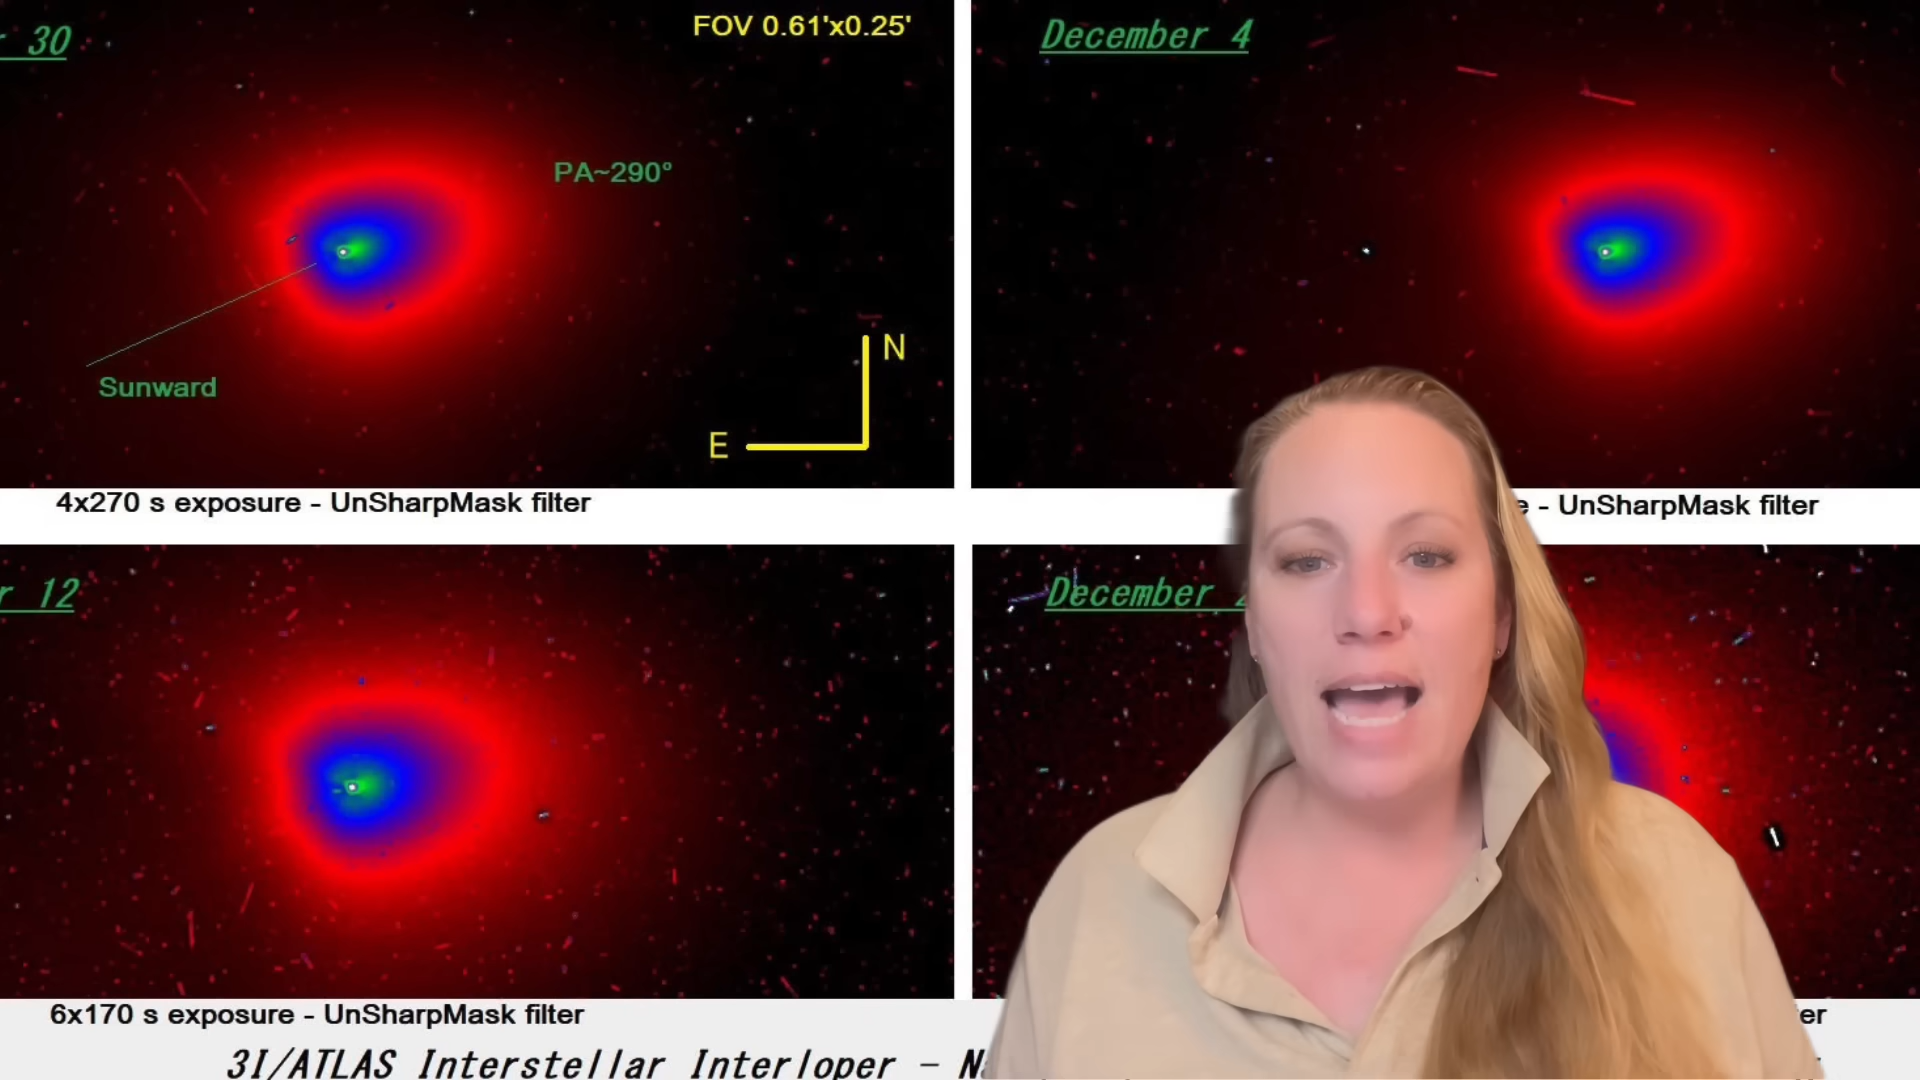 30
FOV 0.61'x0.25'
PA~290°
Sunward
N
E
4x270 s exposure - UnSharpMask filter
December 4
- UnSharpMask filter
12
6x170 s exposure - UnSharpMask filter
December
3I/ATLAS Interstellar Interloper -